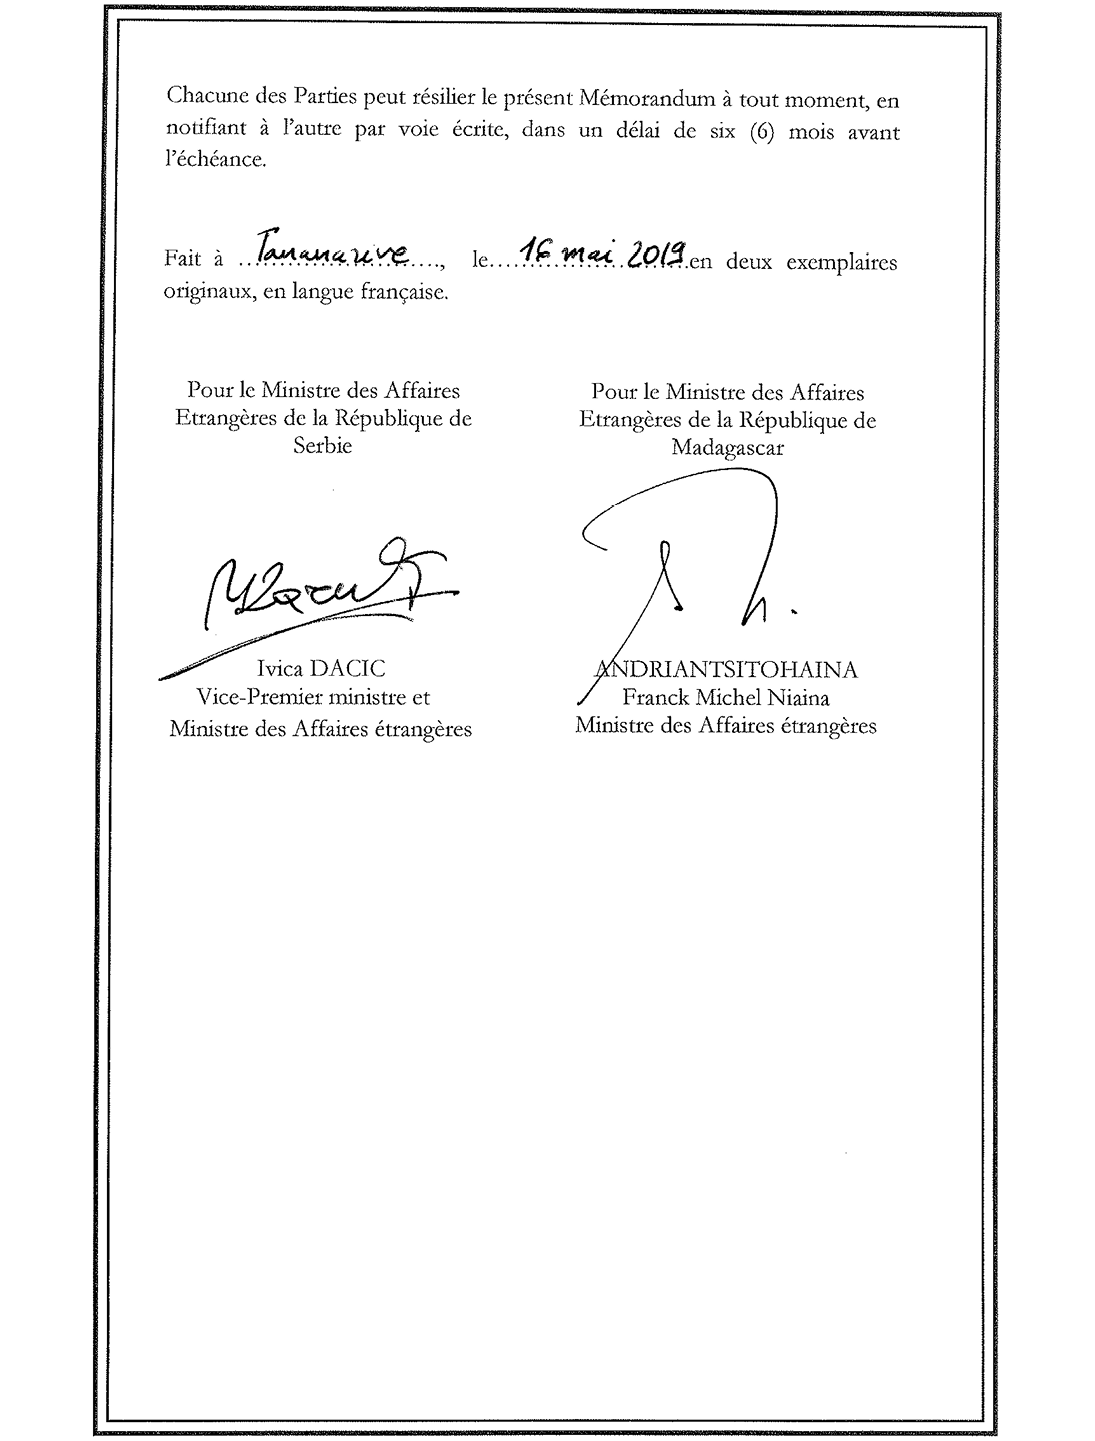 Chacune des Parties peut résilier le présent Mémorandum à tout moment, en
notifiant à l'autre par voie écrite, dans un délai de six (6) mois avant
l'échéance.
Fait à ..Tananarive...., le....16 mai 2019.en deux exemplaires
originaux, en langue française.
Pour le Ministre des Affaires
Etrangères de la République de
Serbie
Ivica DACIC
Vice-Premier ministre et
Ministre des Affaires étrangères
Pour le Ministre des Affaires
Etrangères de la République de
Madagascar
ANDRIANTSITOHAINA
Franck Michel Niaina
Ministre des Affaires étrangères